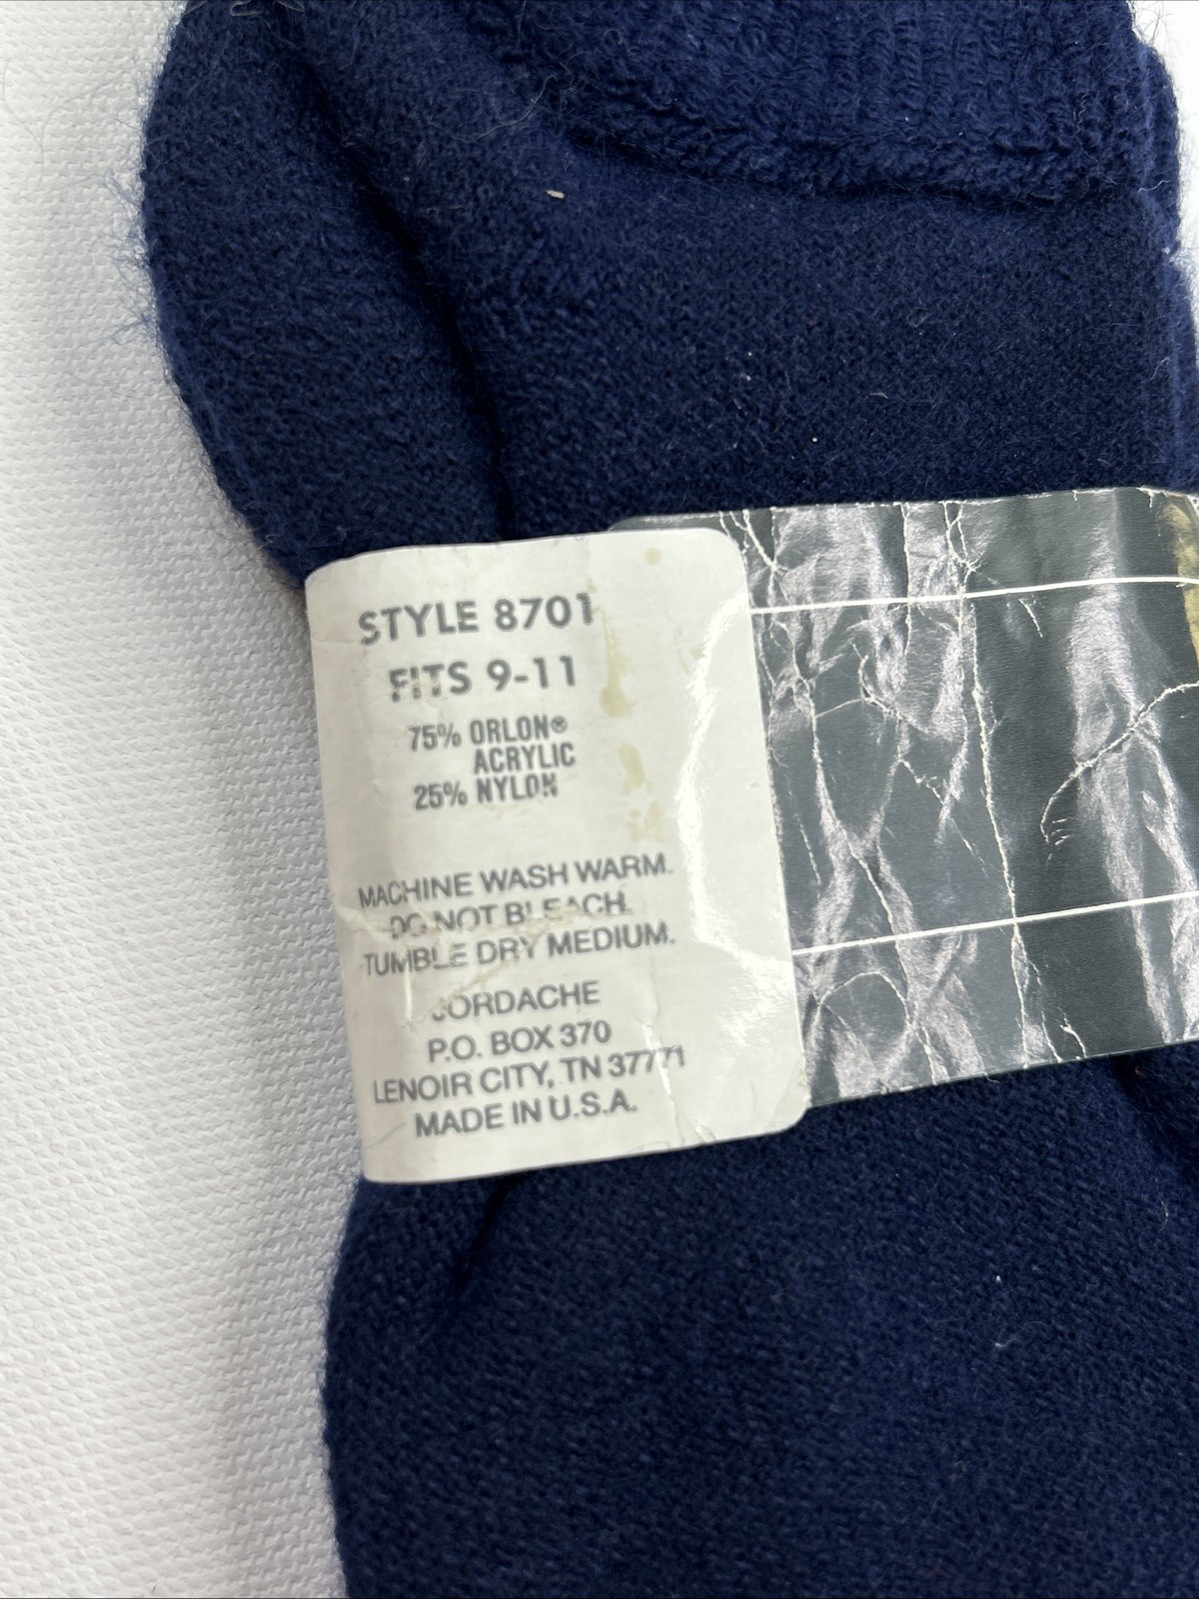 STYLE 8701
FITS 9-11
75% ORLON®
ACRYLIC
25% NYLON
MACHINE WASH WARM.
DO NOT BLEACH.
TUMBLE DRY MEDIUM.
JORDACHE
P.O. BOX 370
LENOIR CITY, TN 37771
MADE IN U.S.A.